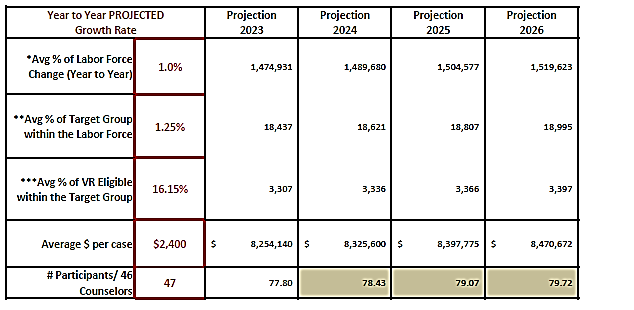 Year to Year PROJECTED Growth Rate Projection 2023 Projection 2024 Projection 2025 Projection 2026
*Avg % of Labor Force Change (Year to Year) 1.0% 1,474,931 1,489,680 1,504,577 1,519,623
**Avg % of Target Group within the Labor Force 1.25% 18,437 18,621 18,807 18,995
***Avg % of VR Eligible within the Target Group 16.15% 3,307 3,336 3,366 3,397
Average $ per case $2,400 $ 8,254,140 $ 8,325,600 $ 8,397,775 $ 8,470,672
# Participants/ 46 Counselors 47 77.80 78.43 79.07 79.72